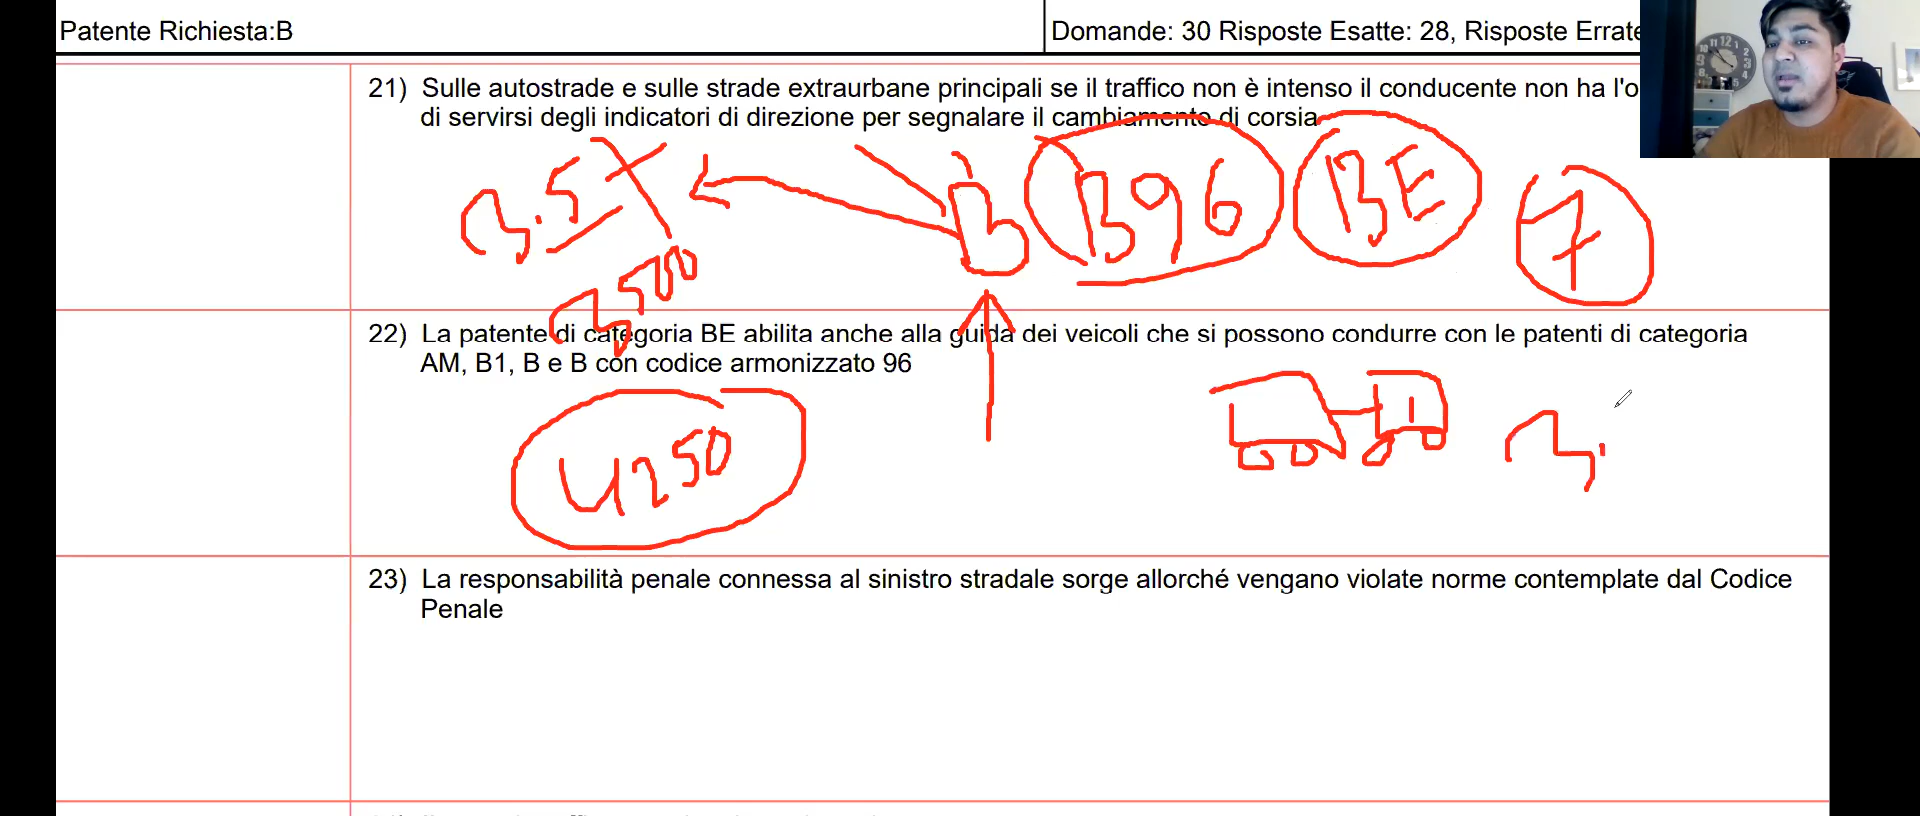 Patente Richiesta:B
Domande: 30 Risposte Esatte: 28, Risposte Errate
21) Sulle autostrade e sulle strade extraurbane principali se il traffico non è intenso il conducente non ha l'o
di servirsi degli indicatori di direzione per segnalare il cambiamento di corsia
3.5
B
B96
BE
7
3500
22) La patente di categoria BE abilita anche alla guida dei veicoli che si possono condurre con le patenti di categoria
AM, B1, B e B con codice armonizzato 96
4250
3.
23) La responsabilità penale connessa al sinistro stradale sorge allorché vengano violate norme contemplate dal Codice
Penale